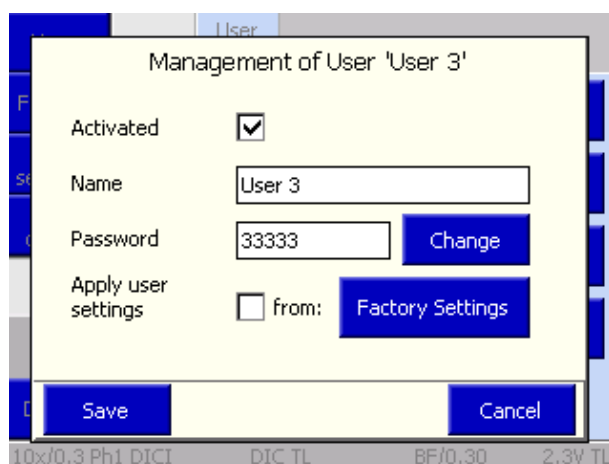 User
Management of User 'User 3'
Activated
Name
User 3
Password
33333
Change
Apply user
settings
from:
Factory Settings
Save
Cancel
10x/0.3 Ph1 DICI DIC TL BF/0.30 2.3V TL